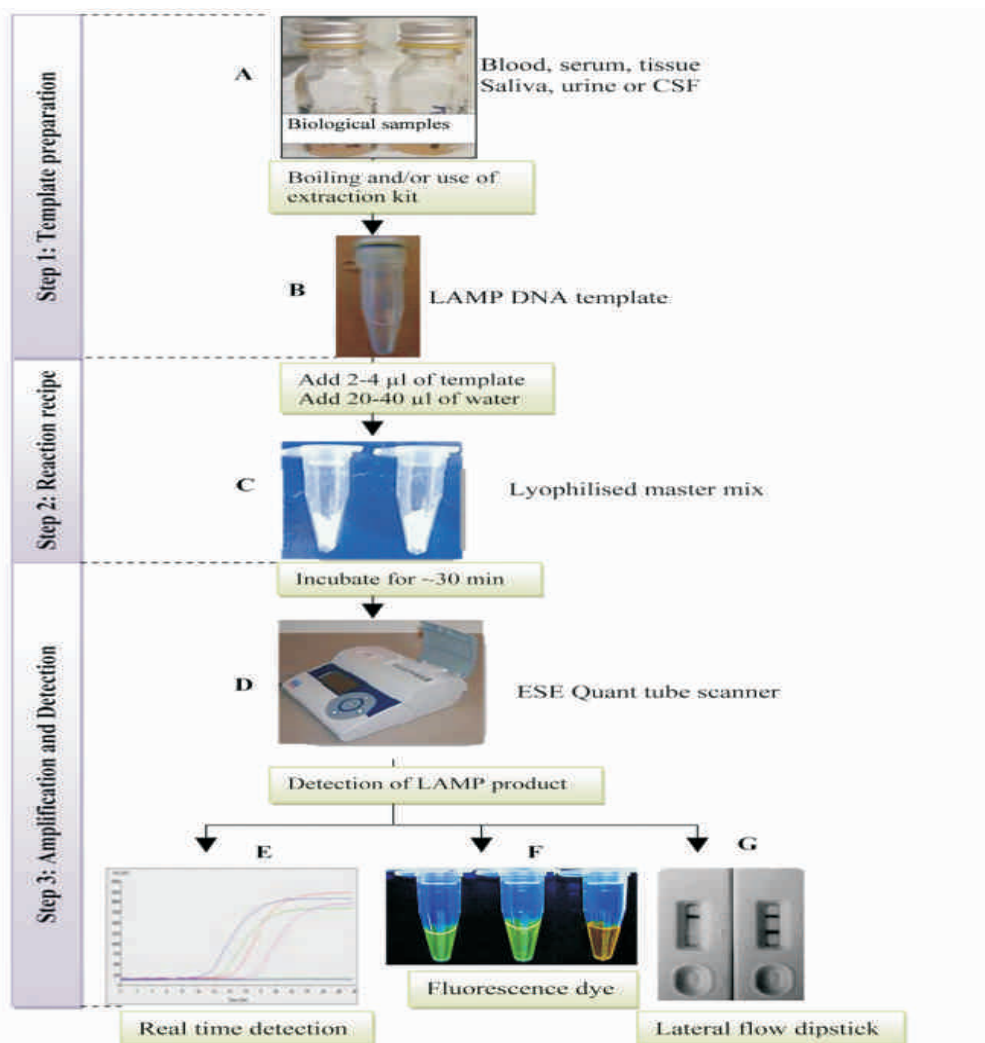 Step 1: Template preparation
A
Blood, serum, tissue
Saliva, urine or CSF
Biological samples
Boiling and/or use of
extraction kit
B
LAMP DNA template
Step 2: Reaction recipe
Add 2-4 µl of template
Add 20-40 µl of water
C
Lyophilised master mix
Step 3: Amplification and Detection
Incubate for ~30 min
D
ESE Quant tube scanner
Detection of LAMP product
E
F
G
Real time detection
Fluorescence dye
Lateral flow dipstick